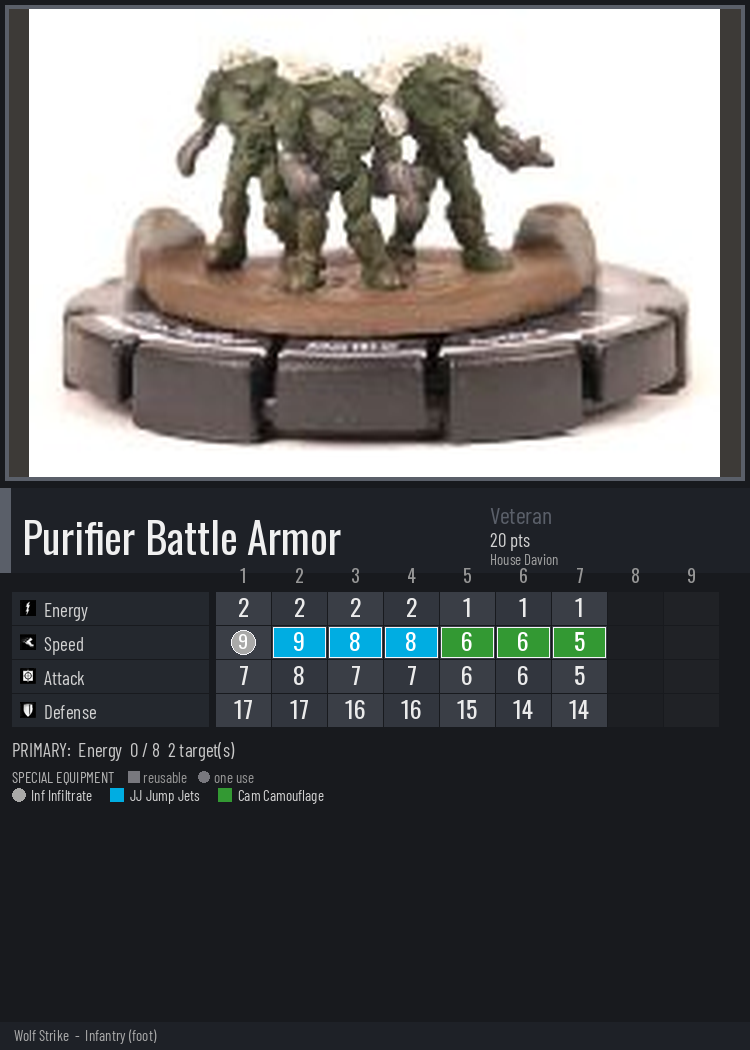 Purifier Battle Armor
Veteran
20 pts
House Davion
1 2 3 4 5 6 7 8 9
Energy 2 2 2 2 1 1 1
Speed 9 9 8 8 6 6 5
Attack 7 8 7 7 6 6 5
Defense 17 17 16 16 15 14 14
PRIMARY: Energy 0 / 8 2 target(s)
SPECIAL EQUIPMENT reusable one use
Inf Infiltrate JJ Jump Jets Cam Camouflage
Wolf Strike - Infantry (foot)